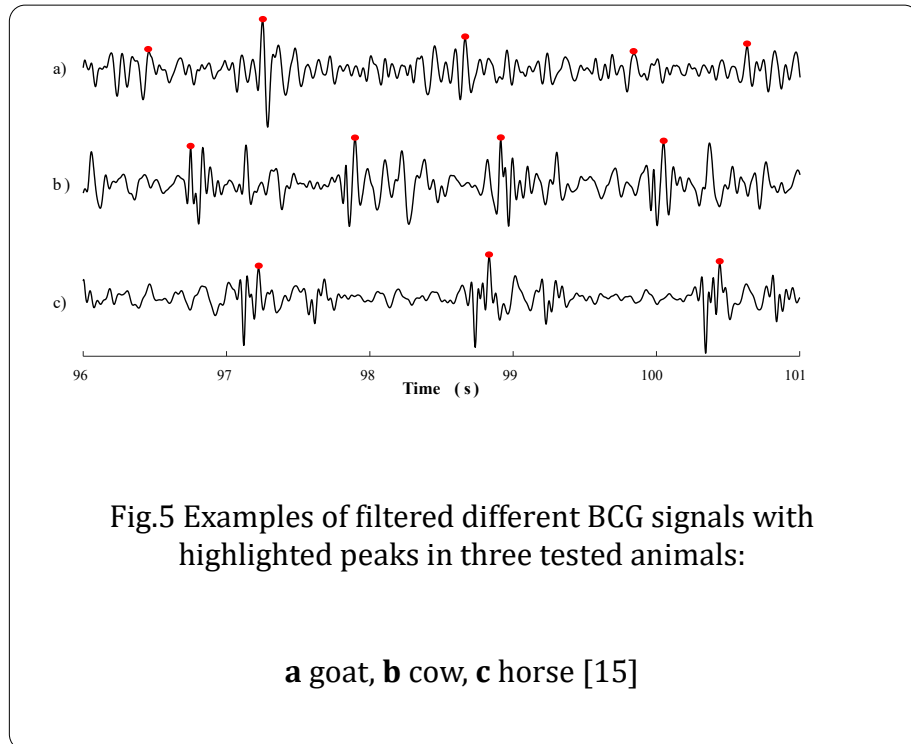 a)
b )
c)
96 97 98 99 100 101
Time ( s )
Fig.5 Examples of filtered different BCG signals with
highlighted peaks in three tested animals:
a goat, b cow, c horse [15]